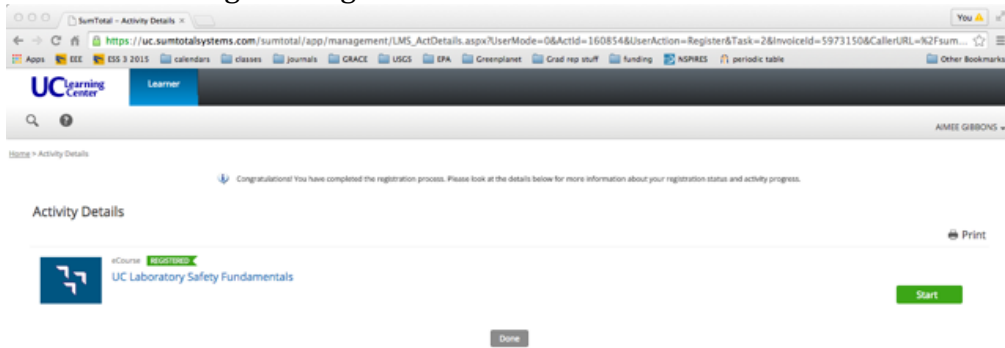 SumTotal - Activity Details ×
You
https://uc.sumtotalsystems.com/sumtotal/app/management/LMS_ActDetails.aspx?UserMode=0&ActId=160854&UserAction=Register&Task=2&InvoiceId=5973150&CallerURL=%2Fsum...
Apps EEE ESS 3 2015 calendars classes journals GRACE USGS EPA Greenplanet Grad rep stuff funding NSPIRES periodic table Other Bookmarks
UC Learning Center Learner
AIMEE GIBBONS
Home > Activity Details
Congratulations! You have completed the registration process. Please look at the details below for more information about your registration status and activity progress.
Activity Details
Print
eCourse REGISTERED
UC Laboratory Safety Fundamentals
Start
Done